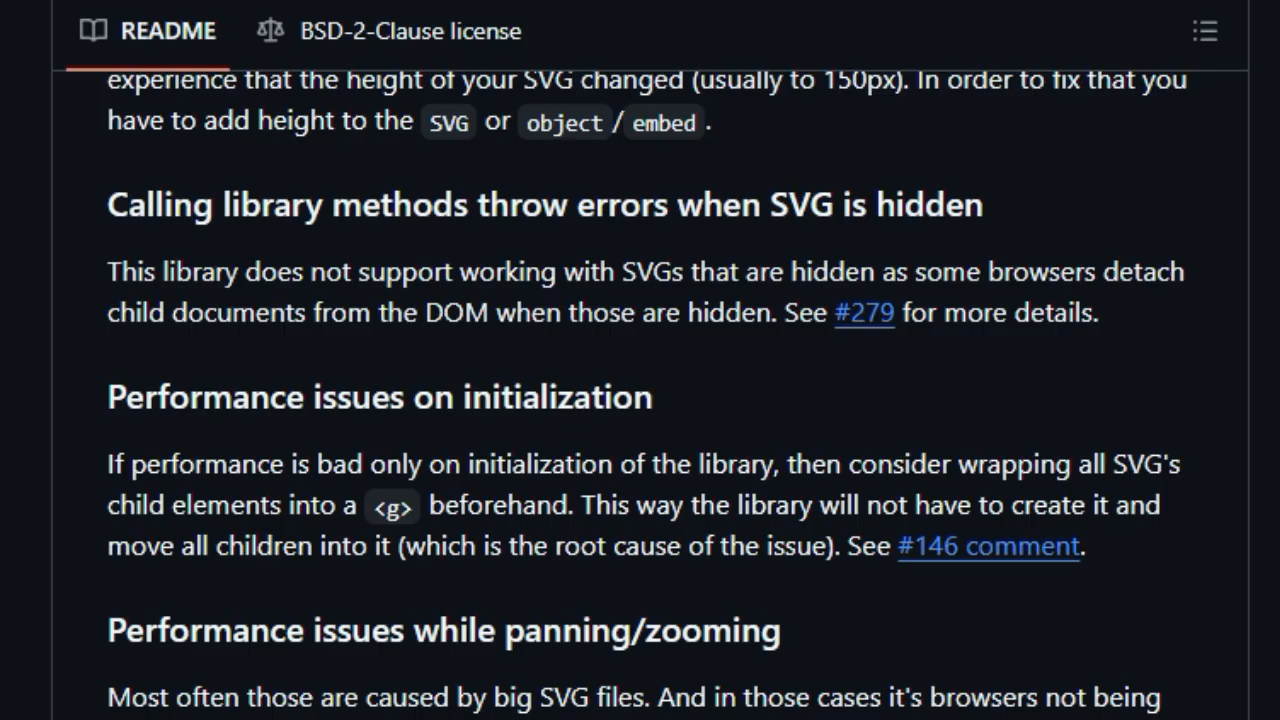 README
BSD-2-Clause license
experience that the height of your SVG changed (usually to 150px). In order to fix that you
have to add height to the SVG or object/embed.
Calling library methods throw errors when SVG is hidden
This library does not support working with SVGs that are hidden as some browsers detach
child documents from the DOM when those are hidden. See #279 for more details.
Performance issues on initialization
If performance is bad only on initialization of the library, then consider wrapping all SVG's
child elements into a <g> beforehand. This way the library will not have to create it and
move all children into it (which is the root cause of the issue). See #146 comment.
Performance issues while panning/zooming
Most often those are caused by big SVG files. And in those cases it's browsers not being